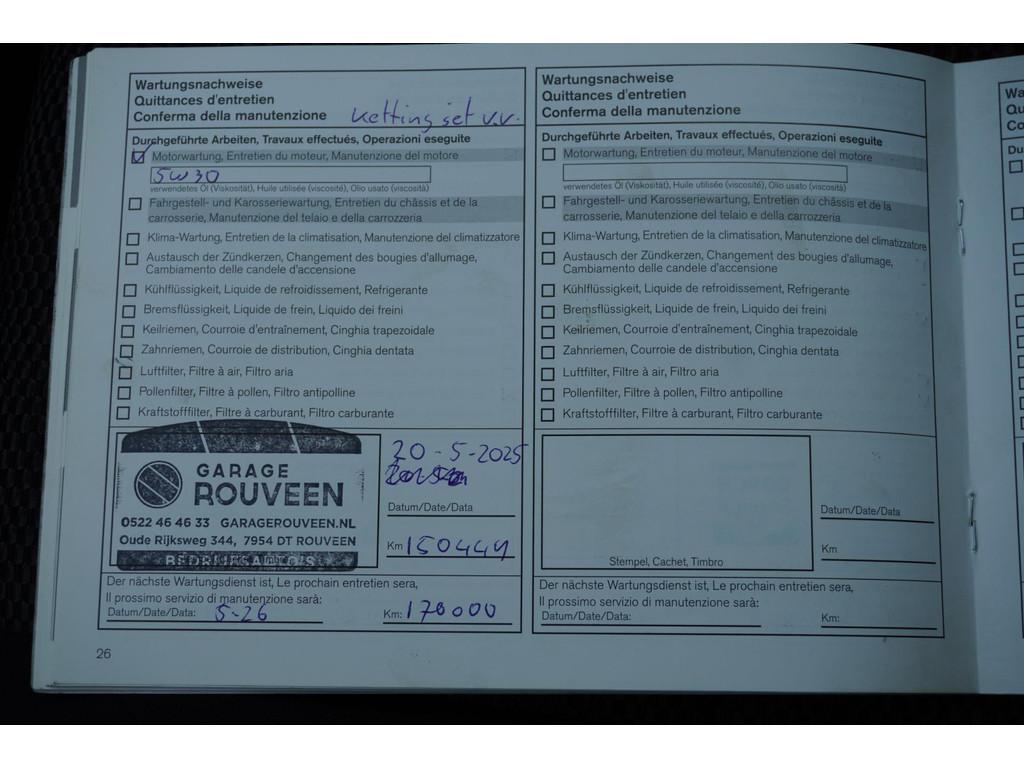 Wartungsnachweise
Quittances d'entretien
Conferma della manutenzione
Ketting set v.v.
Durchgeführte Arbeiten, Travaux effectués, Operazioni eseguite
Motorwartung, Entretien du moteur, Manutenzione del motore
5W30
verwendetes Öl (Viskosität), Huile utilisée (viscosité), Olio usato (viscosità)
Fahrgestell- und Karosseriewartung, Entretien du châssis et de la
carrosserie, Manutenzione del telaio e della carrozzeria
Klima-Wartung, Entretien de la climatisation, Manutenzione del climatizzatore
Austausch der Zündkerzen, Changement des bougies d'allumage,
Cambiamento delle candele d'accensione
Kühlflüssigkeit, Liquide de refroidissement, Refrigerante
Bremsflüssigkeit, Liquide de frein, Liquido dei freini
Keilriemen, Courroie d'entraînement, Cinghia trapezoidale
Zahnriemen, Courroie de distribution, Cinghia dentata
Luftfilter, Filtre à air, Filtro aria
Pollenfilter, Filtre à pollen, Filtro antipolline
Kraftstofffilter, Filtre à carburant, Filtro carburante
GARAGE
ROUVEEN
0522 46 46 33 GARAGEROUVEEN.NL
Oude Rijksweg 344, 7954 DT ROUVEEN
BEDRIJFSAUTO'S
20-5-2025
Datum/Date/Data
Km 150449
Der nächste Wartungsdienst ist, Le prochain entretien sera,
Il prossimo servizio di manutenzione sarà:
Datum/Date/Data: 5-26
Km: 170000
26
Wartungsnachweise
Quittances d'entretien
Conferma della manutenzione
Durchgeführte Arbeiten, Travaux effectués, Operazioni eseguite
Motorwartung, Entretien du moteur, Manutenzione del motore
verwendetes Öl (Viskosität), Huile utilisée (viscosité), Olio usato (viscosità)
Fahrgestell- und Karosseriewartung, Entretien du châssis et de la
carrosserie, Manutenzione del telaio e della carrozzeria
Klima-Wartung, Entretien de la climatisation, Manutenzione del climatizzatore
Austausch der Zündkerzen, Changement des bougies d'allumage,
Cambiamento delle candele d'accensione
Kühlflüssigkeit, Liquide de refroidissement, Refrigerante
Bremsflüssigkeit, Liquide de frein, Liquido dei freini
Keilriemen, Courroie d'entraînement, Cinghia trapezoidale
Zahnriemen, Courroie de distribution, Cinghia dentata
Luftfilter, Filtre à air, Filtro aria
Pollenfilter, Filtre à pollen, Filtro antipolline
Kraftstofffilter, Filtre à carburant, Filtro carburante
Stempel, Cachet, Timbro
Datum/Date/Data
Km
Der nächste Wartungsdienst ist, Le prochain entretien sera,
Il prossimo servizio di manutenzione sarà:
Datum/Date/Data:
Km: